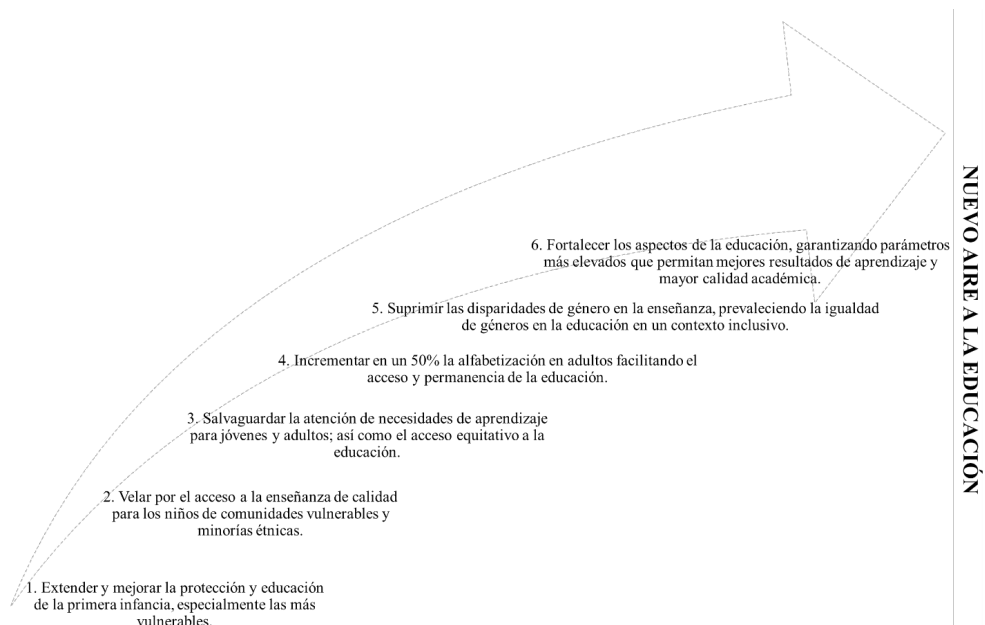 6. Fortalecer los aspectos de la educación, garantizando parámetros
más elevados que permitan mejores resultados de aprendizaje y
mayor calidad académica.
5. Suprimir las disparidades de género en la enseñanza, prevaleciendo la igualdad
de géneros en la educación en un contexto inclusivo.
4. Incrementar en un 50% la alfabetización en adultos facilitando el
acceso y permanencia de la educación.
3. Salvaguardar la atención de necesidades de aprendizaje
para jóvenes y adultos; así como el acceso equitativo a la
educación.
2. Velar por el acceso a la enseñanza de calidad
para los niños de comunidades vulnerables y
minorías étnicas.
1. Extender y mejorar la protección y educación
de la primera infancia, especialmente las más
vulnerables.
NUEVO AIRE A LA EDUCACIÓN